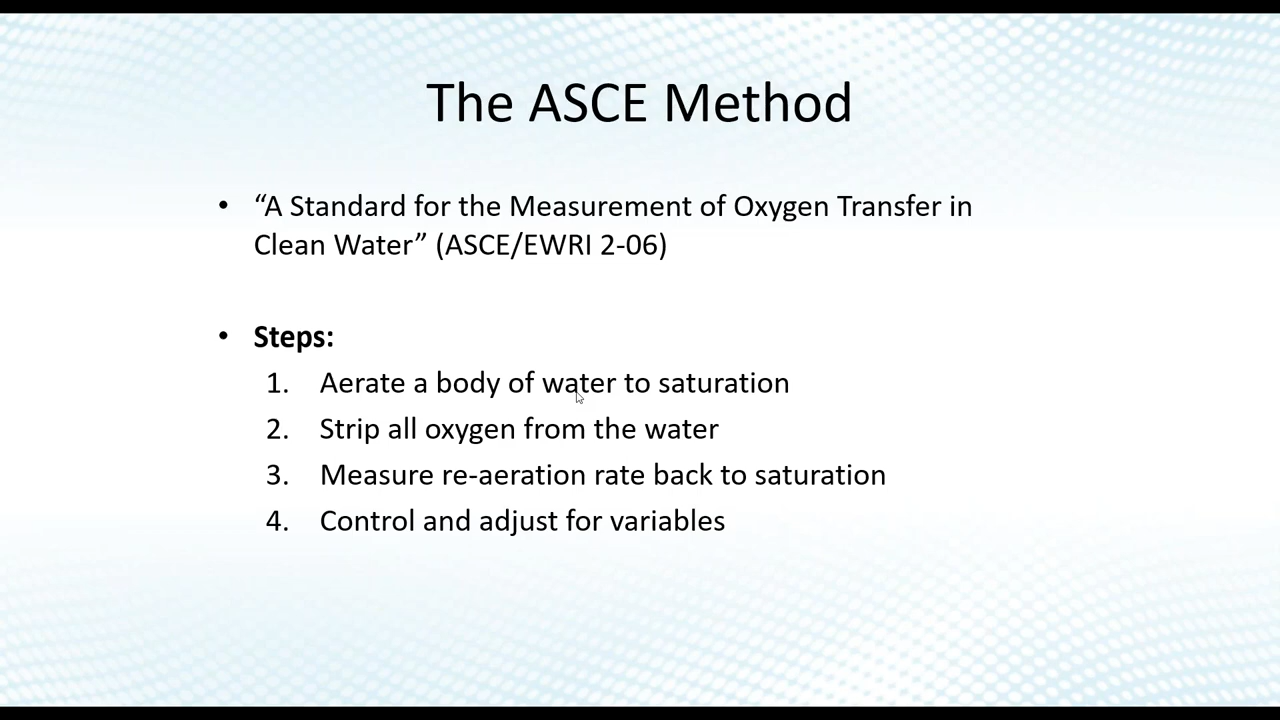 The ASCE Method
• “A Standard for the Measurement of Oxygen Transfer in
Clean Water” (ASCE/EWRI 2-06)
• Steps:
1. Aerate a body of water to saturation
2. Strip all oxygen from the water
3. Measure re-aeration rate back to saturation
4. Control and adjust for variables